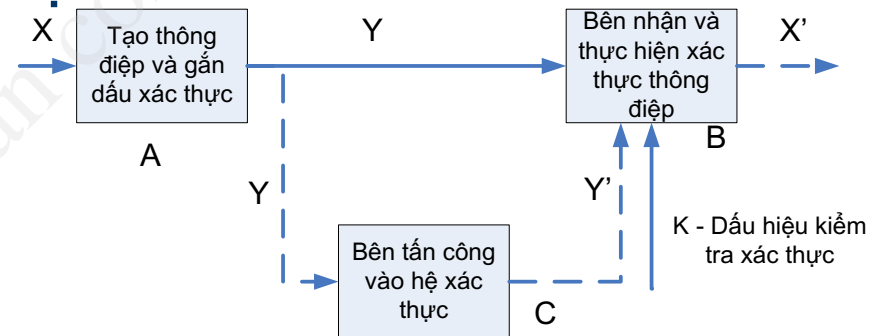 X
Tạo thông
điệp và gắn
dấu xác thực
A
Y
Bên nhận và
thực hiện xác
thực thông
điệp
B
X’
Y
Y’
K - Dấu hiệu kiểm
tra xác thực
Bên tấn công
vào hệ xác
thực
C